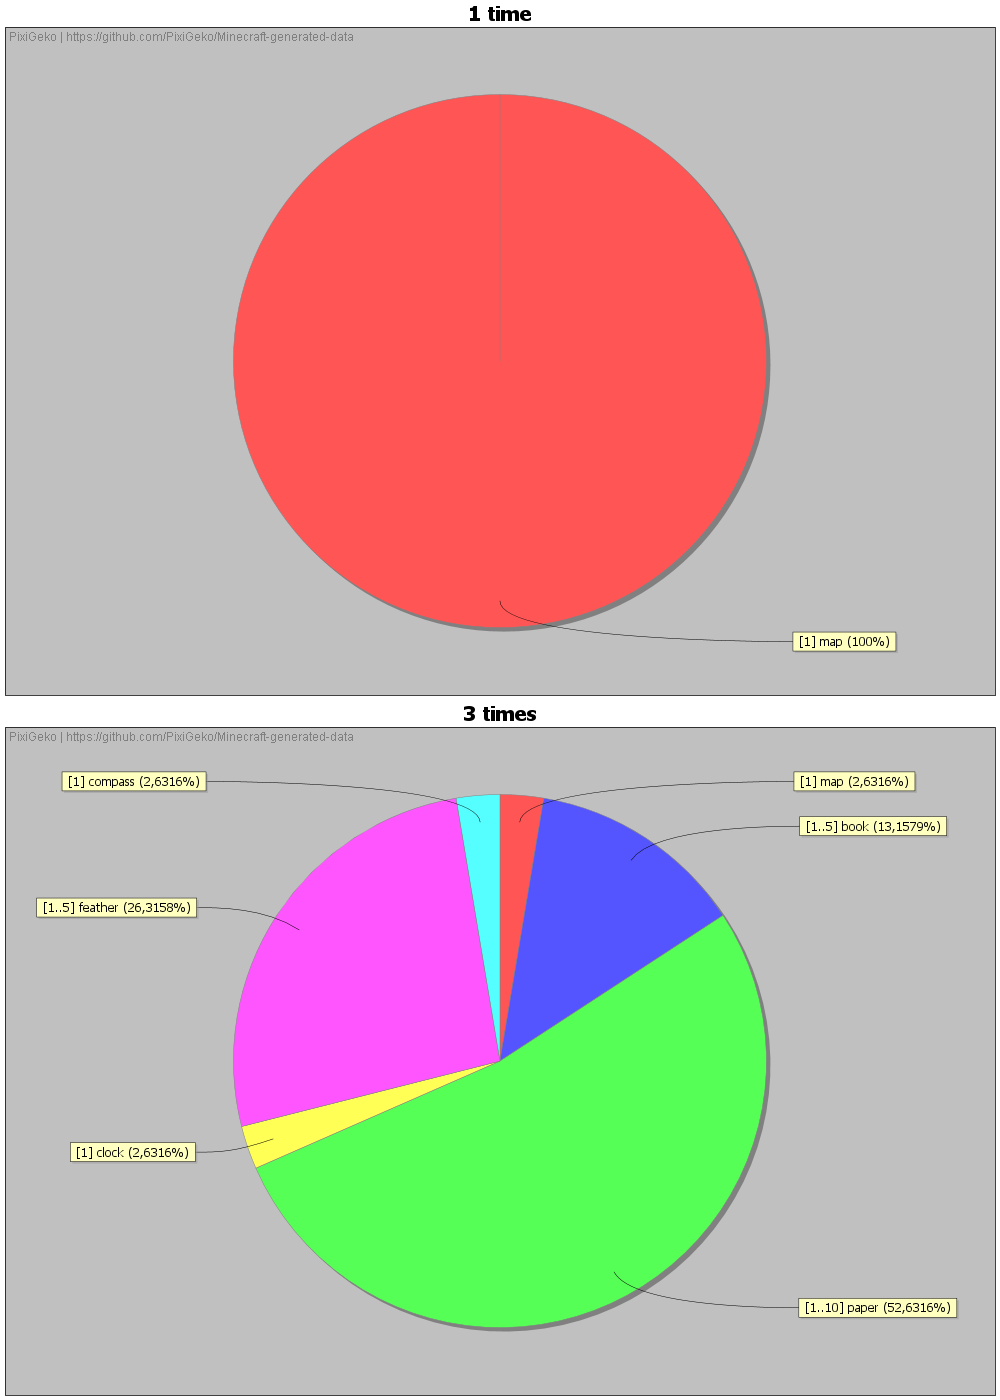 1 time
PixiGeko | https://github.com/PixiGeko/Minecraft-generated-data
[1] map (100%)
3 times
PixiGeko | https://github.com/PixiGeko/Minecraft-generated-data
[1] compass (2,6316%)
[1] map (2,6316%)
[1..5] book (13,1579%)
[1..5] feather (26,3158%)
[1] clock (2,6316%)
[1..10] paper (52,6316%)